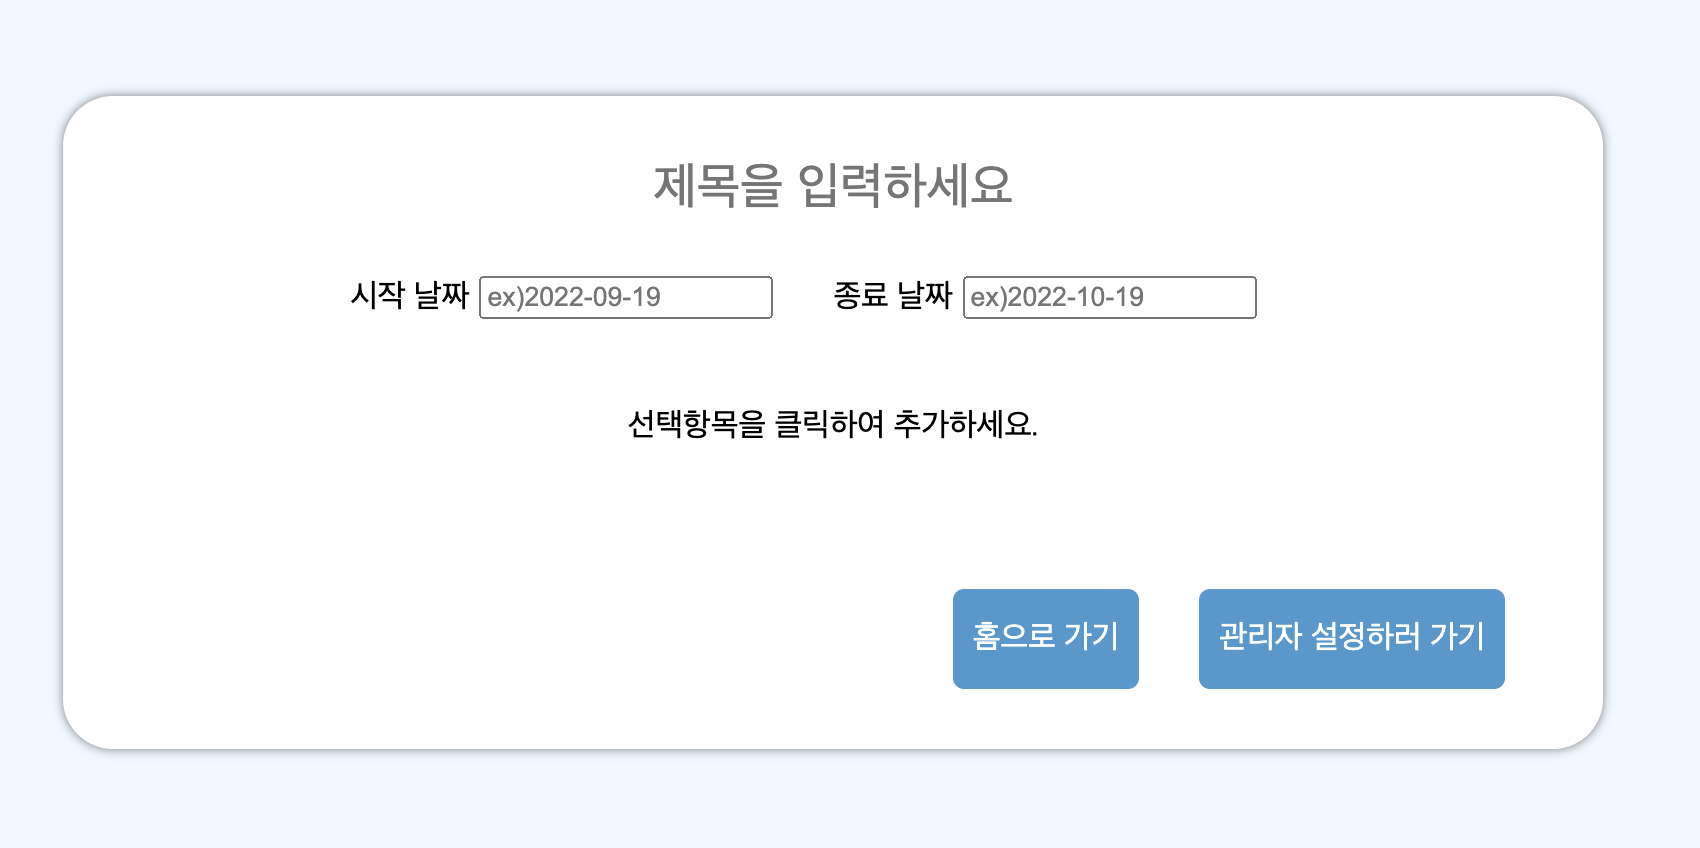 제목을 입력하세요
시작 날짜 ex)2022-09-19 종료 날짜 ex)2022-10-19
선택항목을 클릭하여 추가하세요.
홈으로 가기 관리자 설정하러 가기